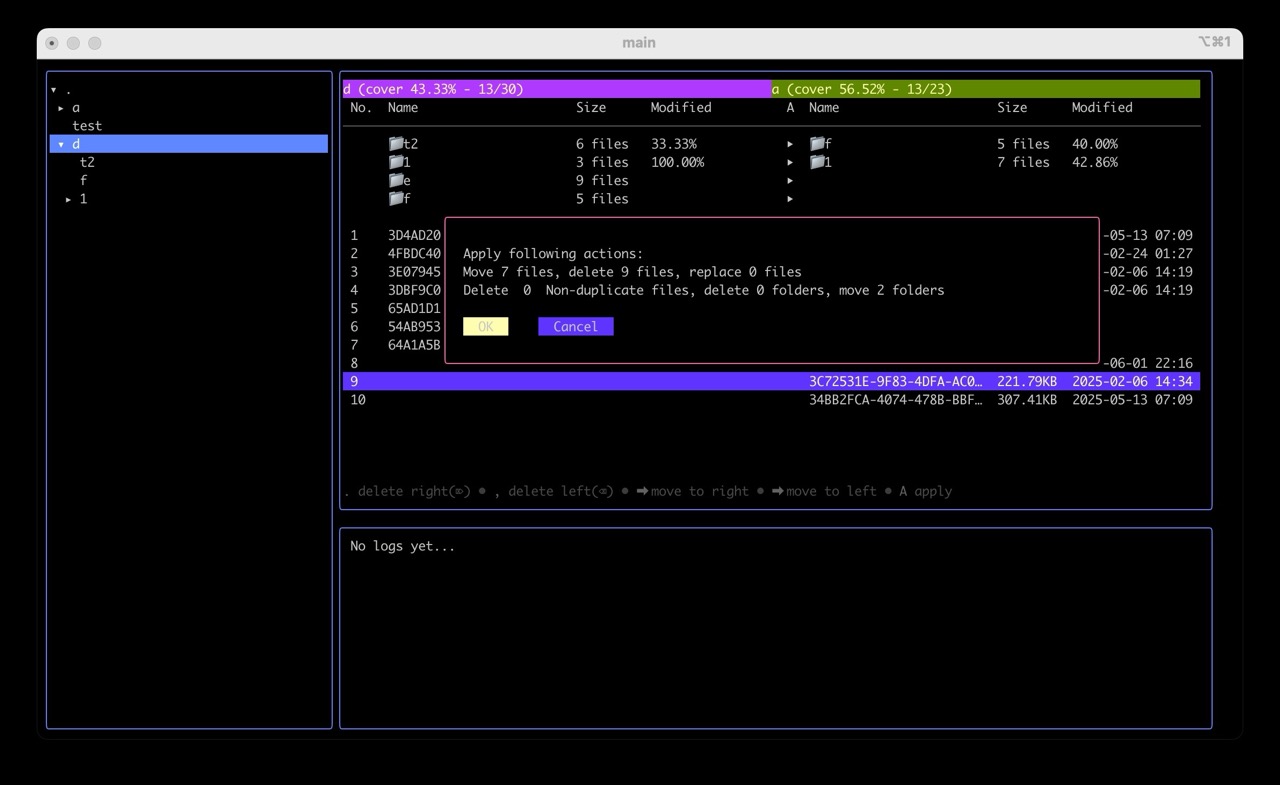 main
⌥⌘1
▾ .
▸ a
test
▾ d
t2
f
▸ 1
d (cover 43.33% - 13/30) a (cover 56.52% - 13/23)
No. Name Size Modified A Name Size Modified
t2 6 files 33.33% ▸ f 5 files 40.00%
1 3 files 100.00% ▸ 1 7 files 42.86%
e 9 files ▸
f 5 files ▸
1 3D4AD20 -05-13 07:09
2 4FBDC40 -02-24 01:27
3 3E07945 -02-06 14:19
4 3DBF9C0 -02-06 14:19
5 65AD1D1
6 54AB953
7 64A1A5B
8 -06-01 22:16
9 3C72531E-9F83-4DFA-AC0… 221.79KB 2025-02-06 14:34
10 34BB2FCA-4074-478B-BBF… 307.41KB 2025-05-13 07:09
Apply following actions:
Move 7 files, delete 9 files, replace 0 files
Delete 0 Non-duplicate files, delete 0 folders, move 2 folders
OK Cancel
. delete right(⌦) • , delete left(⌫) • ➡move to right • ➡move to left • A apply
No logs yet...